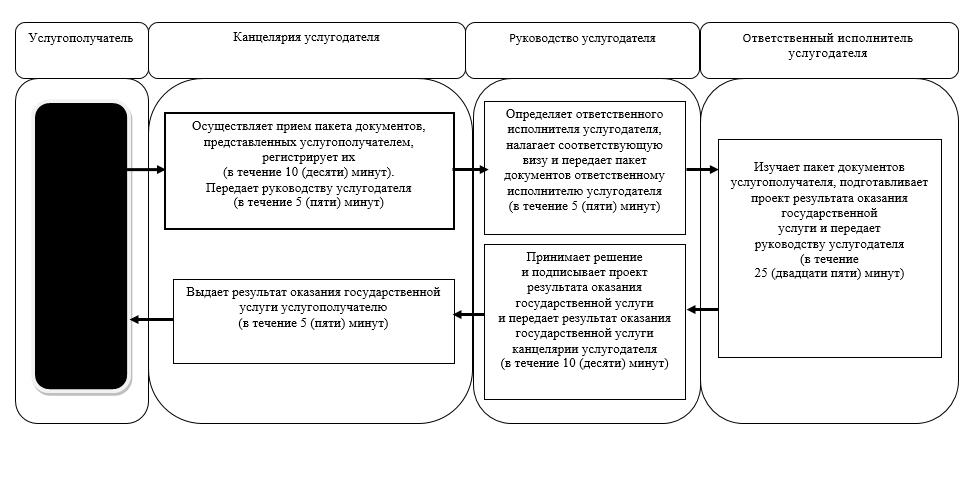 Услугополучатель
Канцелярия услугодателя
Руководство услугодателя
Ответственный исполнитель
услугодателя
Осуществляет прием пакета документов,
представленных услугополучателем,
регистрирует их
(в течение 10 (десяти) минут).
Передает руководству услугодателя
(в течение 5 (пяти) минут)
Определяет ответственного
исполнителя услугодателя,
налагает соответствующую
визу и передает пакет
документов ответственному
исполнителю услугодателя
(в течение 5 (пяти) минут)
Изучает пакет документов
услугополучателя, подготавливает
проект результата оказания
государственной
услуги и передает
руководству услугодателя
(в течение
25 (двадцати пяти) минут)
Принимает решение
и подписывает проект
результата оказания
государственной услуги
и передает результат оказания
государственной услуги
канцелярии услугодателя
(в течение 10 (десяти) минут)
Выдает результат оказания государственной
услуги услугополучателю
(в течение 5 (пяти) минут)